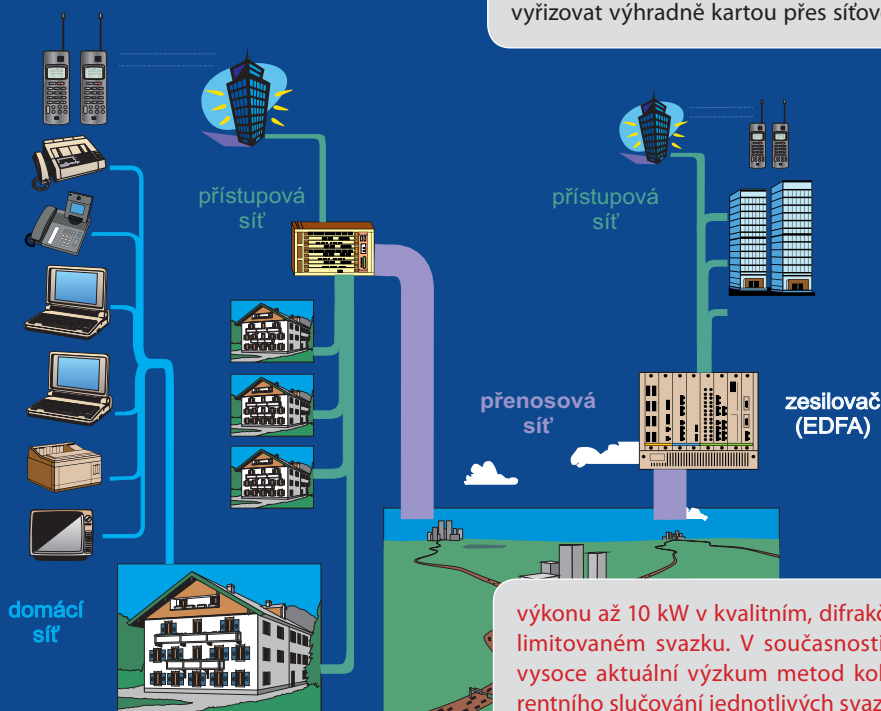 vyřizovat výhradně kartou přes síťov
přístupová
síť
přístupová
síť
přenosová
síť
zesilovač
(EDFA)
domácí
síť
výkonu až 10 kW v kvalitním, difrakč
limitovaném svazku. V současnosti
vysoce aktuální výzkum metod koh
rentního slučování jednotlivých svaz